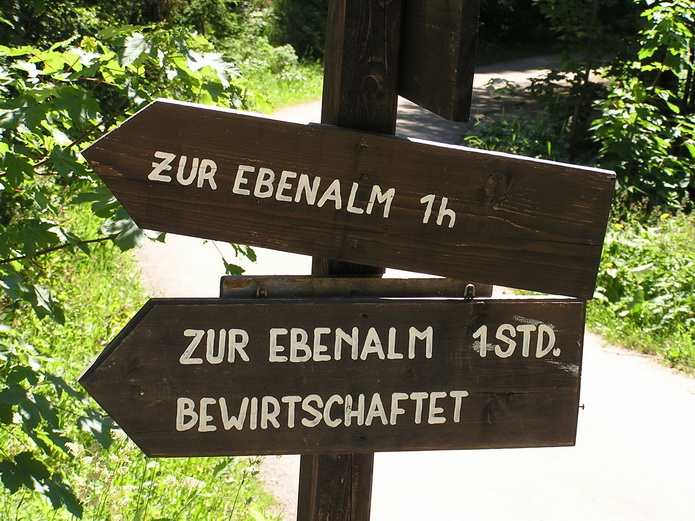 ZUR EBENALM 1h
ZUR EBENALM 1STD.
BEWIRTSCHAFTET